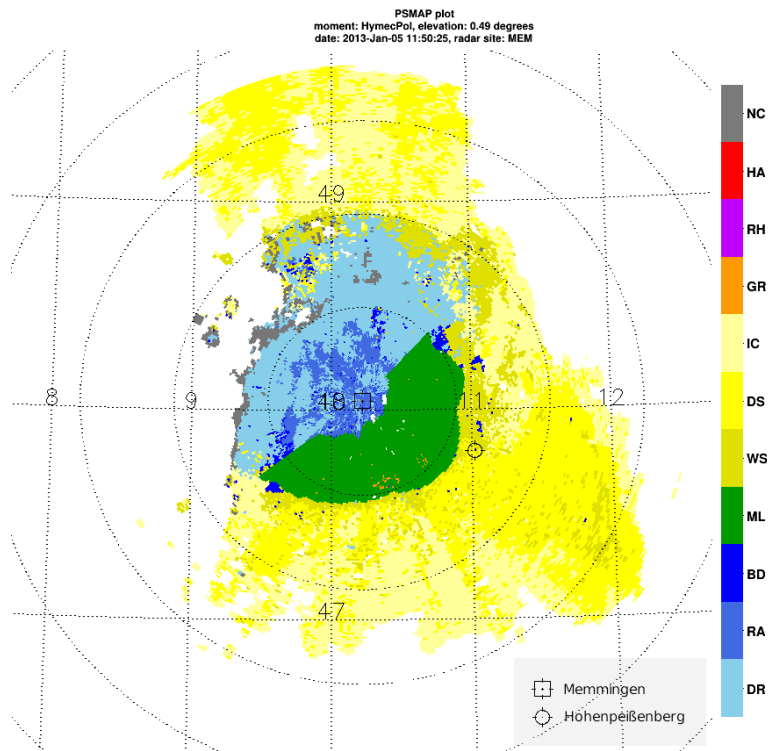 PSMAP plot
moment: HymecPol, elevation: 0.49 degrees
date: 2013-Jan-05 11:50:25, radar site: MEM
NC
HA
RH
GR
IC
DS
WS
ML
BD
RA
DR
49
8
9
48
11
12
47
Memmingen
Hohenpeißenberg